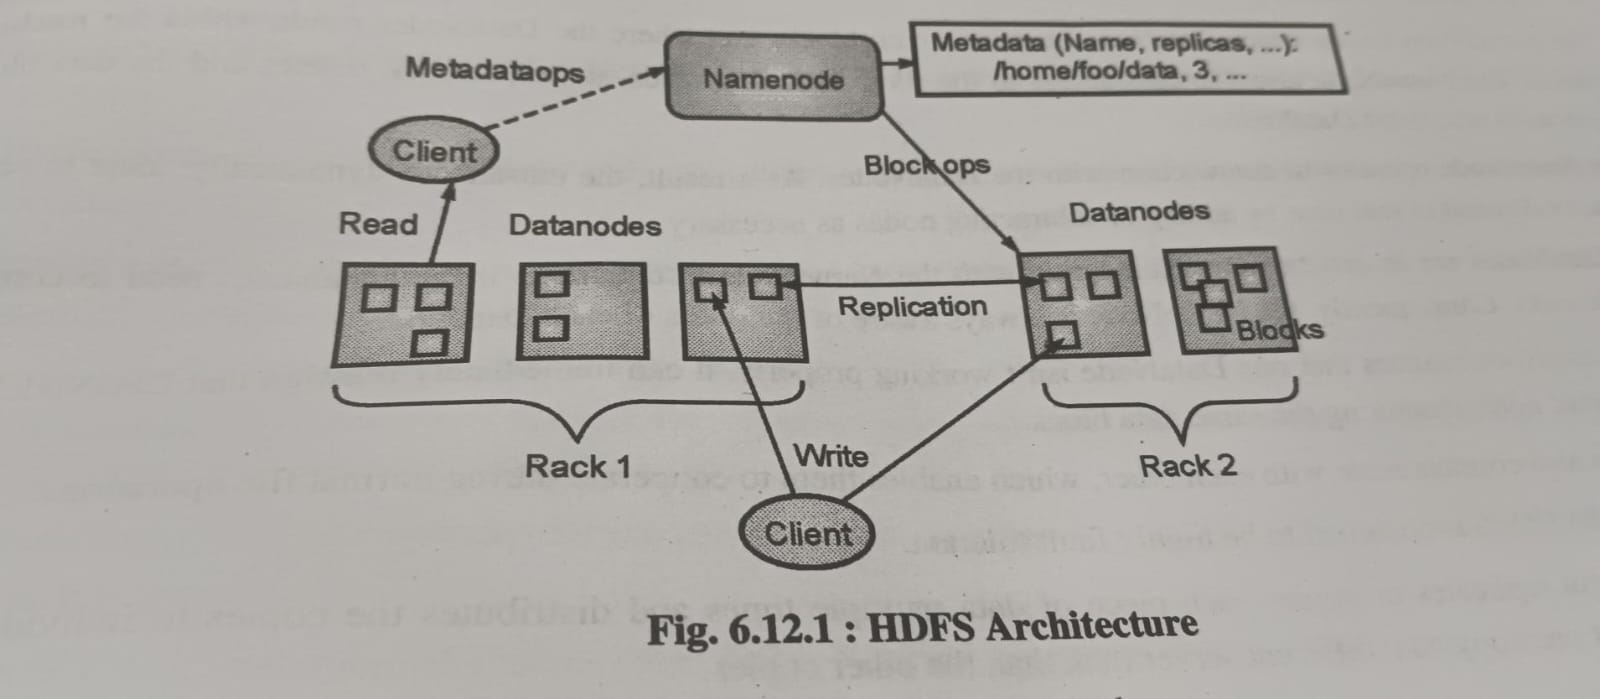 Metadata (Name, replicas, ...):
/home/foo/data, 3, ...
Metadataops
Namenode
Client
Block ops
Read
Datanodes
Datanodes
Replication
Blocks
Rack 1
Write
Rack 2
Client
Fig. 6.12.1 : HDFS Architecture